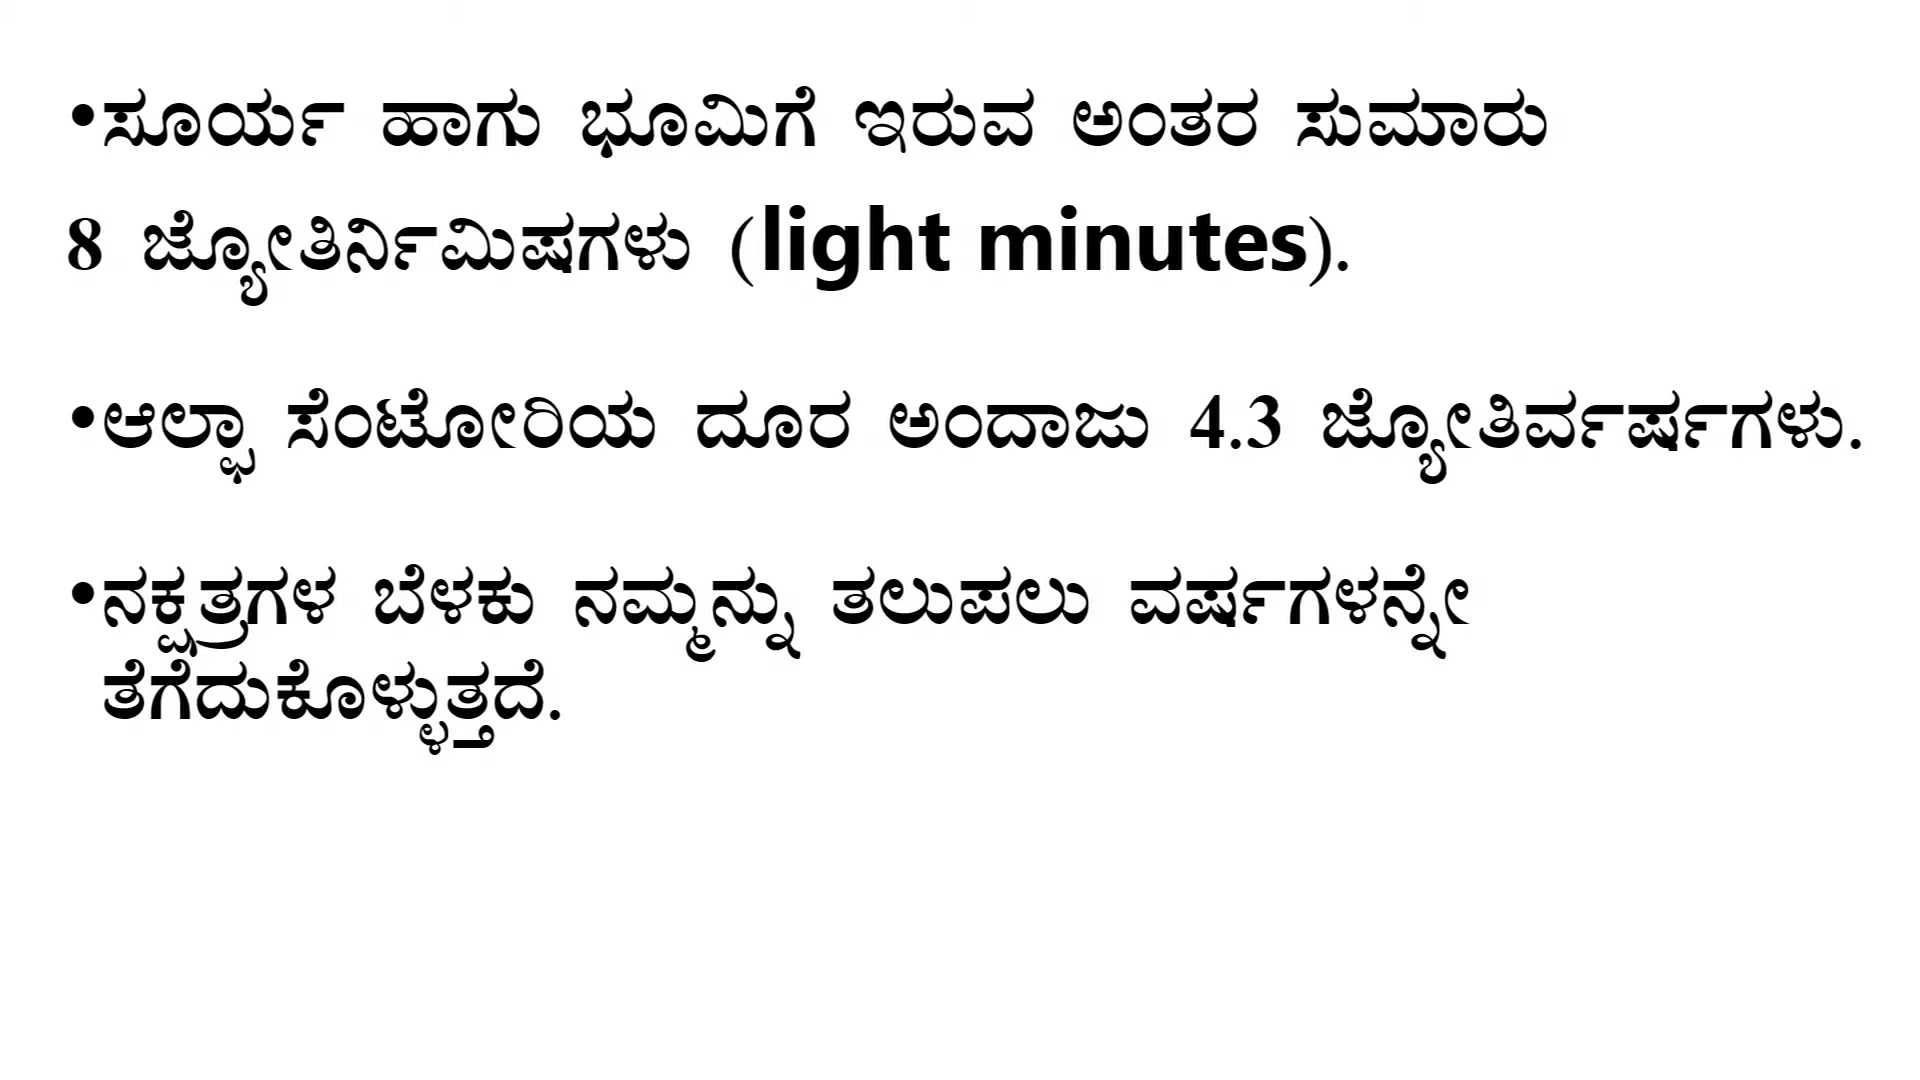 •ಸೂರ್ಯ ಹಾಗು ಭೂಮಿಗೆ ಇರುವ ಅಂತರ ಸುಮಾರು
8 ಜ್ಯೋತಿರ್ನಿಮಿಷಗಳು (light minutes).
•ಆಲ್ಫಾ ಸೆಂಟೋರಿಯ ದೂರ ಅಂದಾಜು 4.3 ಜ್ಯೋತಿರ್ವರ್ಷಗಳು.
•ನಕ್ಷತ್ರಗಳ ಬೆಳಕು ನಮ್ಮನ್ನು ತಲುಪಲು ವರ್ಷಗಳನ್ನೇ
ತೆಗೆದುಕೊಳ್ಳುತ್ತದೆ.